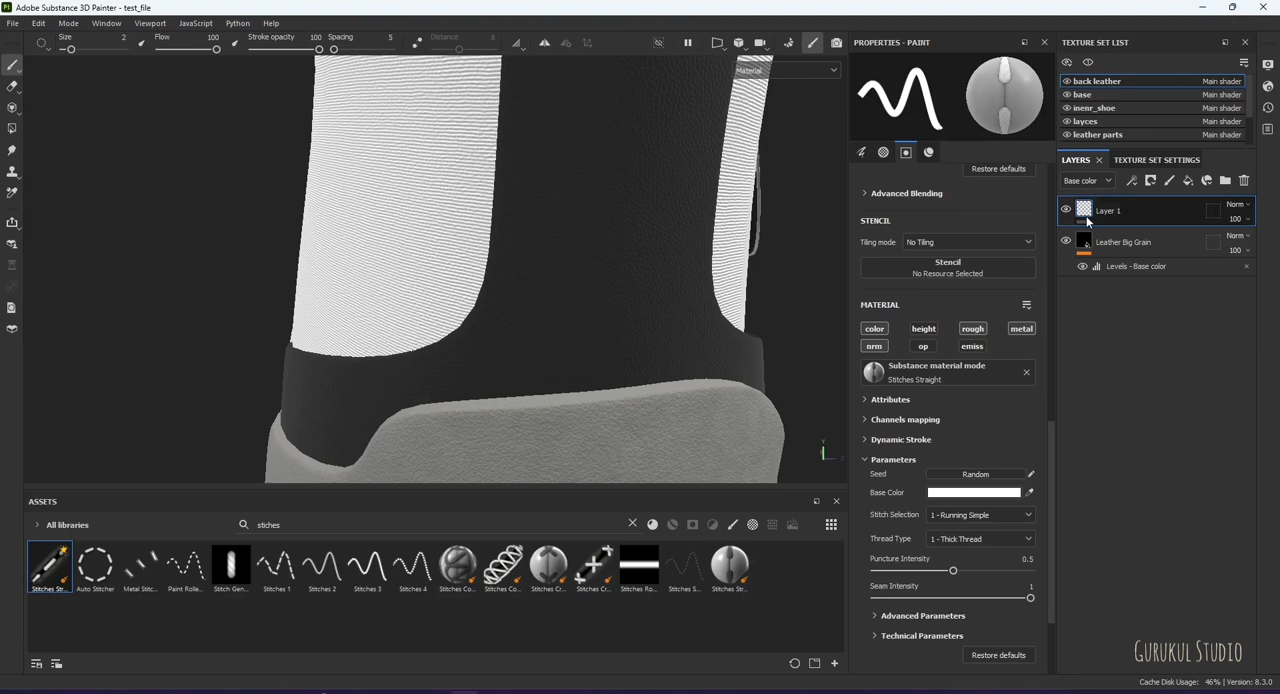 Adobe Substance 3D Painter - test_file
File Edit Mode Window Viewport JavaScript Python Help
Size 2 Flow 100 Stroke opacity 100 Spacing 5 Distance 8
Material
PROPERTIES - PAINT
Restore defaults
Advanced Blending
STENCIL
Tiling mode No Tiling
Stencil
No Resource Selected
MATERIAL
color height rough metal
nrm op emiss
Substance material mode
Stitches Straight
Attributes
Channels mapping
Dynamic Stroke
Parameters
Seed Random
Base Color
Stitch Selection 1 - Running Simple
Thread Type 1 - Thick Thread
Puncture Intensity 0.5
Seam Intensity 1
Advanced Parameters
Technical Parameters
Restore defaults
TEXTURE SET LIST
back leather Main shader
base Main shader
inenr_shoe Main shader
layces Main shader
leather parts Main shader
LAYERS TEXTURE SET SETTINGS
Base color
Layer 1 Norm
100
Leather Big Grain Norm
100
Levels - Base color
ASSETS
All libraries stiches
Stitches Str... Auto Stitcher Metal Stitc... Paint Rolle... Stitch Gen... Stitches 1 Stitches 2 Stitches 3 Stitches 4 Stitches Co... Stitches Co... Stitches Cr... Stitches Cr... Stitches Ro... Stitches S... Stitches Str...
GURUKUL STUDIO
Cache Disk Usage: 46% | Version: 8.3.0